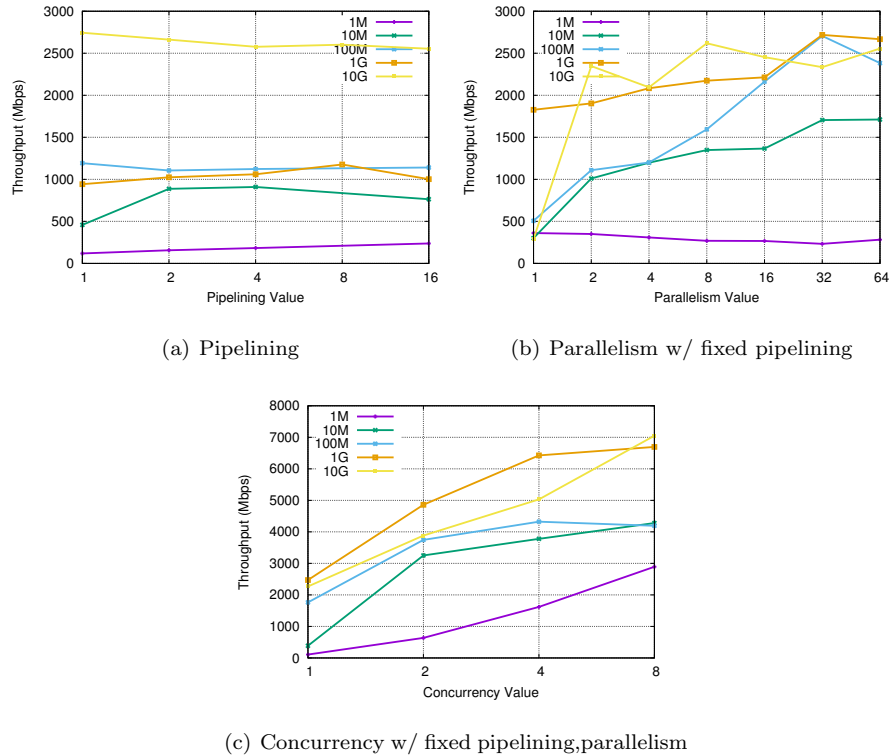 3000
2500
2000
1500
1000
500
0
Throughput (Mbps)
1M
10M
100M
1G
10G
1 2 4 8 16
Pipelining Value
(a) Pipelining
3000
2500
2000
1500
1000
500
0
Throughput (Mbps)
1M
10M
100M
1G
10G
1 2 4 8 16 32 64
Parallelism Value
(b) Parallelism w/ fixed pipelining
8000
7000
6000
5000
4000
3000
2000
1000
0
Throughput (Mbps)
1M
10M
100M
1G
10G
1 2 4 8
Concurrency Value
(c) Concurrency w/ fixed pipelining,parallelism